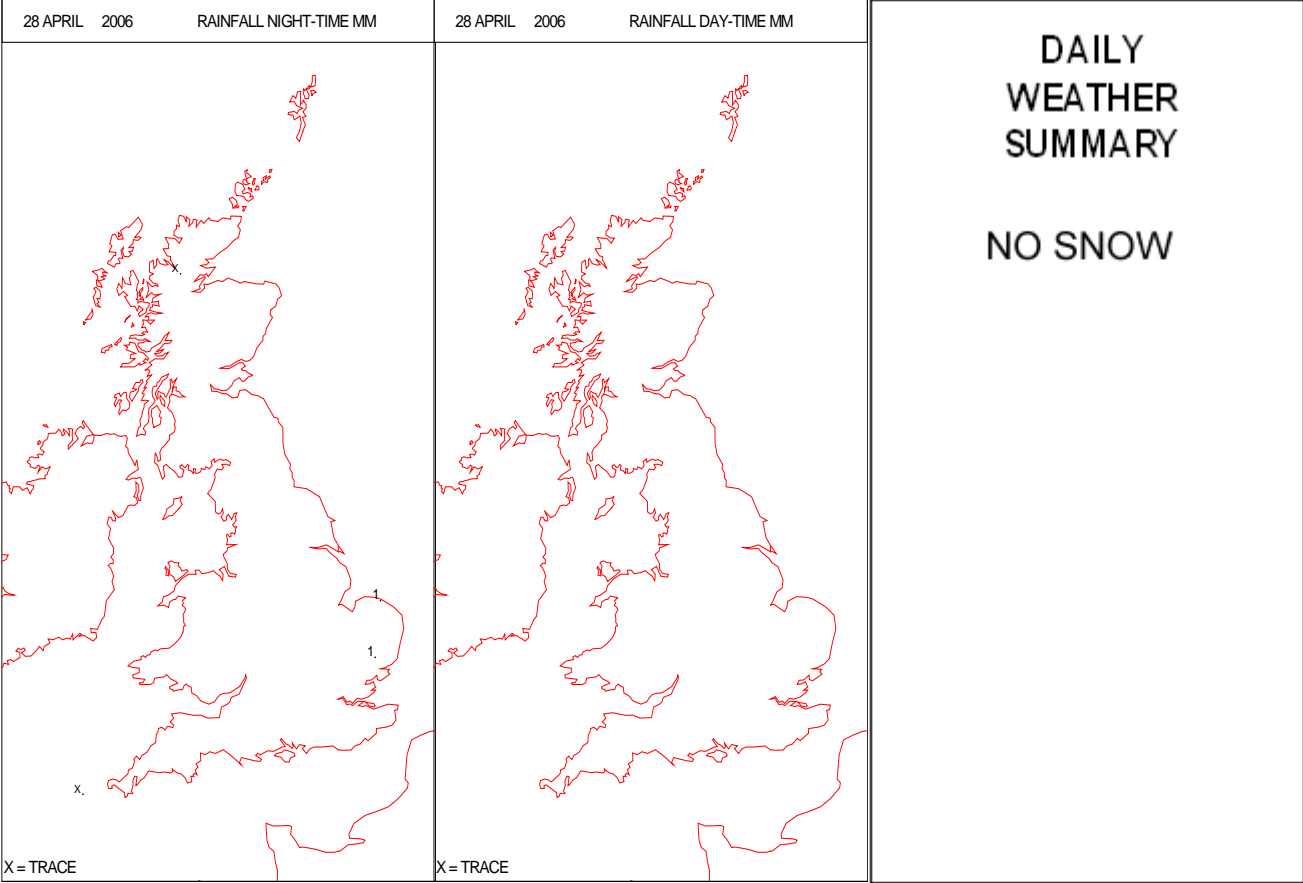 28 APRIL 2006 RAINFALL NIGHT-TIME MM
X.
1.
1.
X.
X = TRACE
28 APRIL 2006 RAINFALL DAY-TIME MM
X = TRACE
DAILY
WEATHER
SUMMARY
NO SNOW